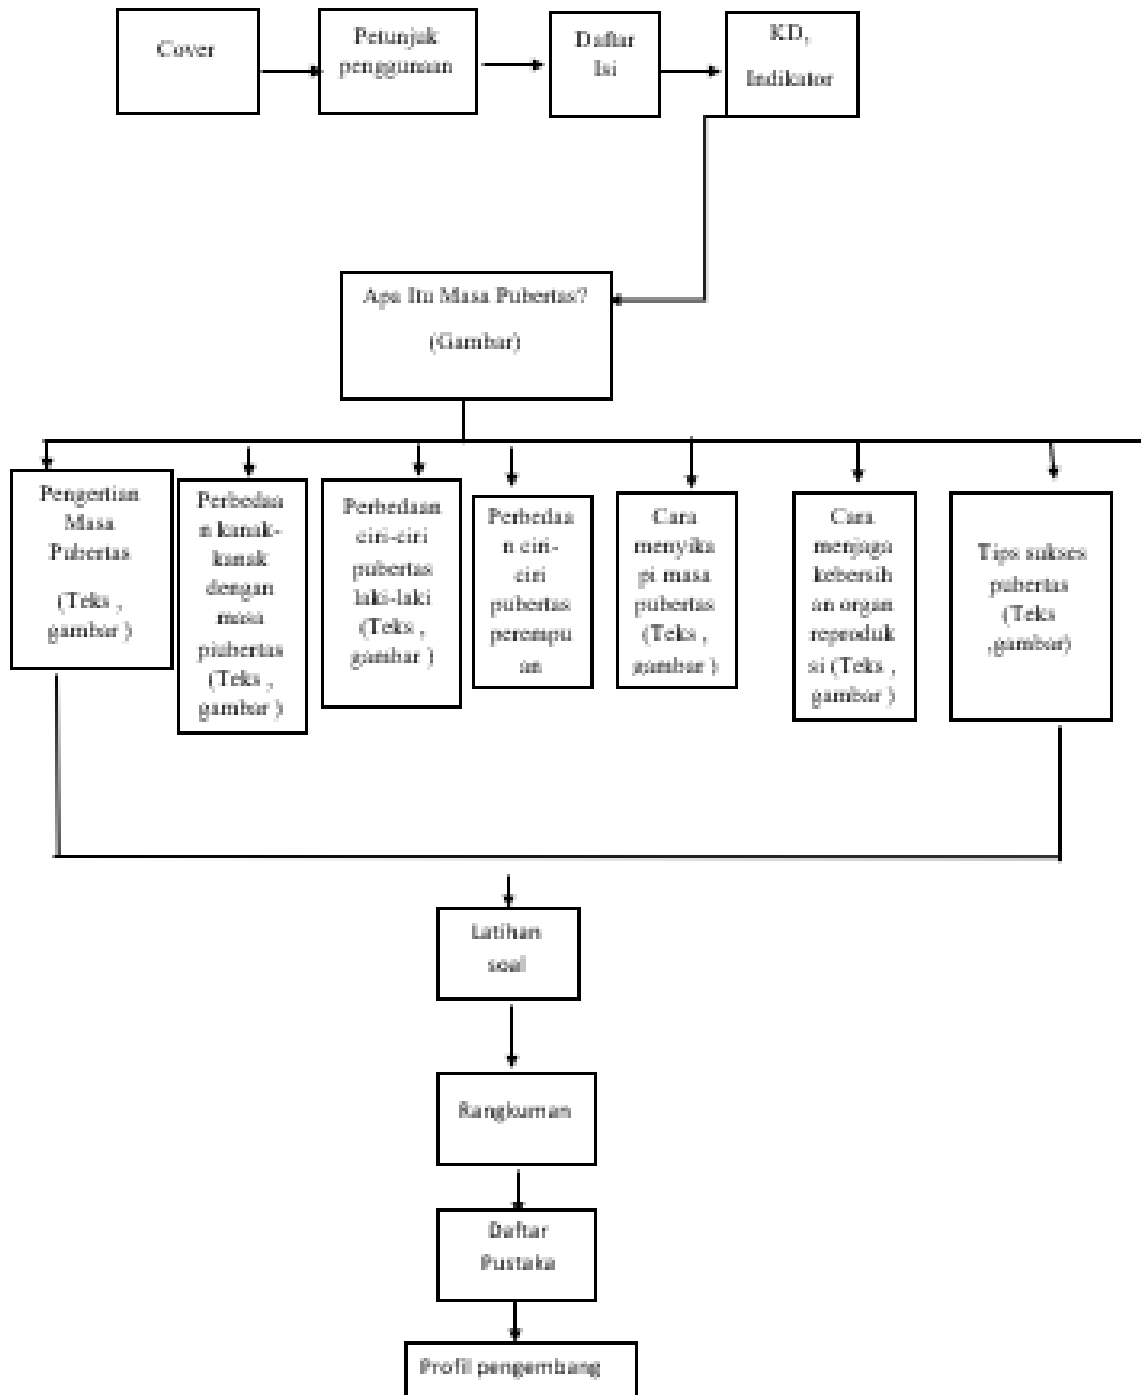 Cover
Petunjuk
penggunaan
Daftar
Isi
KD,
Indikator
Apa Itu Masa Pubertas?
(Gambar)
Pengertian
Masa
Pubertas
(Teks ,
gambar )
Perbedaa
n kanak-
kanak
dengan
masa
piubertas
(Teks ,
gambar )
Perbedaan
ciri-ciri
pubertas
laki-laki
(Teks ,
gambar )
Perbedaa
n ciri-
ciri
pubertas
perempu
an
Cara
menyika
pi masa
pubertas
(Teks ,
gambar )
Cara
menjaga
kebersih
an organ
reproduk
si (Teks ,
gambar )
Tips sukses
pubertas
(Teks
,gambar)
Latihan
soal
Rangkuman
Daftar
Pustaka
Profil pengembang